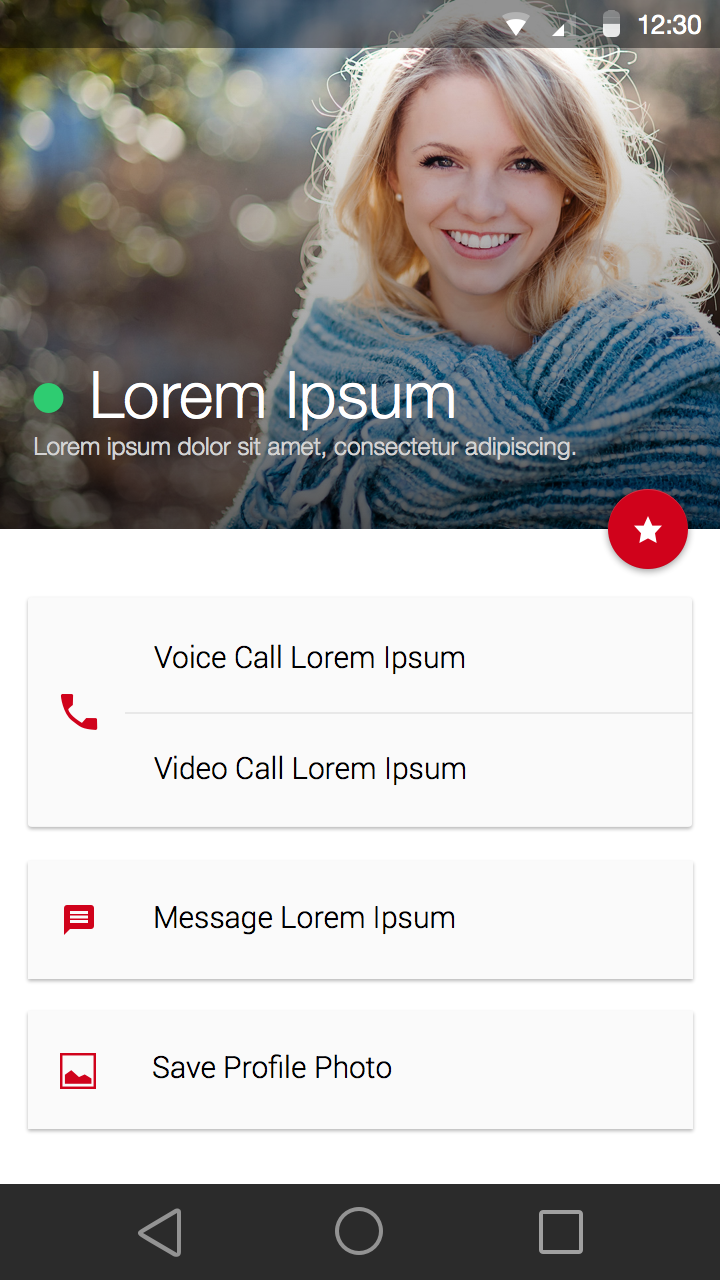 12:30
Lorem Ipsum
Lorem ipsum dolor sit amet, consectetur adipiscing.
Voice Call Lorem Ipsum
Video Call Lorem Ipsum
Message Lorem Ipsum
Save Profile Photo